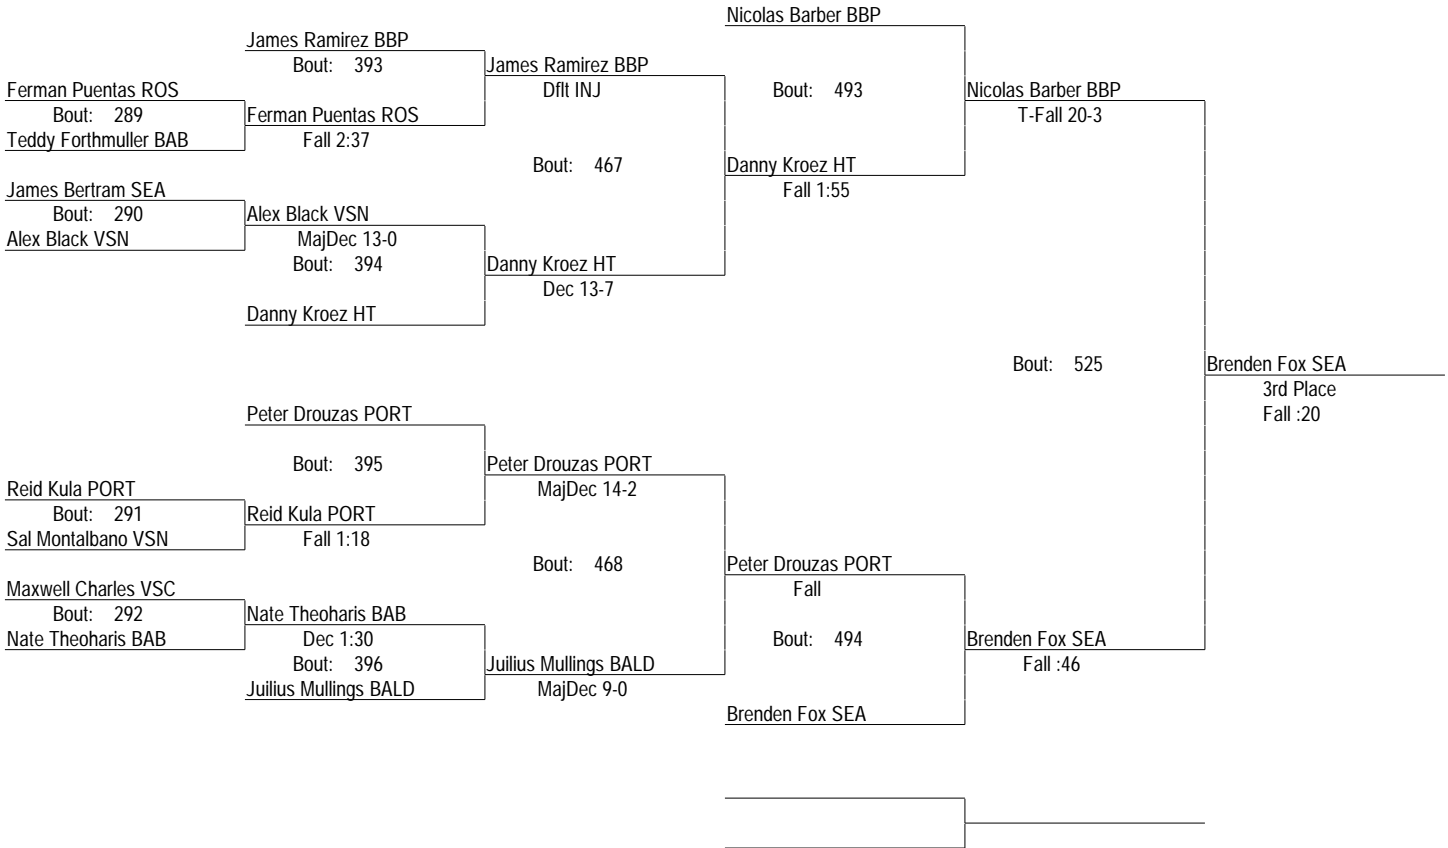 Nicolas Barber BBP
James Ramirez BBP
Bout: 393
James Ramirez BBP
Ferman Puentas ROS
Dflt INJ
Bout: 493
Nicolas Barber BBP
Bout: 289
Ferman Puentas ROS
T-Fall 20-3
Teddy Forthmuller BAB
Fall 2:37
Bout: 467
Danny Kroez HT
James Bertram SEA
Fall 1:55
Bout: 290
Alex Black VSN
Alex Black VSN
MajDec 13-0
Bout: 394
Danny Kroez HT
Dec 13-7
Danny Kroez HT
Bout: 525
Brenden Fox SEA
3rd Place
Peter Drouzas PORT
Fall :20
Bout: 395
Peter Drouzas PORT
Reid Kula PORT
MajDec 14-2
Bout: 291
Reid Kula PORT
Sal Montalbano VSN
Fall 1:18
Bout: 468
Peter Drouzas PORT
Maxwell Charles VSC
Fall
Bout: 292
Nate Theoharis BAB
Nate Theoharis BAB
Dec 1:30
Bout: 494
Brenden Fox SEA
Bout: 396
Juilius Mullings BALD
Fall :46
Juilius Mullings BALD
MajDec 9-0
Brenden Fox SEA